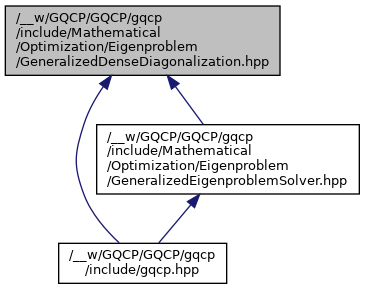 /__w/GQCP/GQCP/gqcp
/include/Mathematical
/Optimization/Eigenproblem
/GeneralizedDenseDiagonalization.hpp
/__w/GQCP/GQCP/gqcp
/include/Mathematical
/Optimization/Eigenproblem
/GeneralizedEigenproblemSolver.hpp
/__w/GQCP/GQCP/gqcp
/include/gqcp.hpp